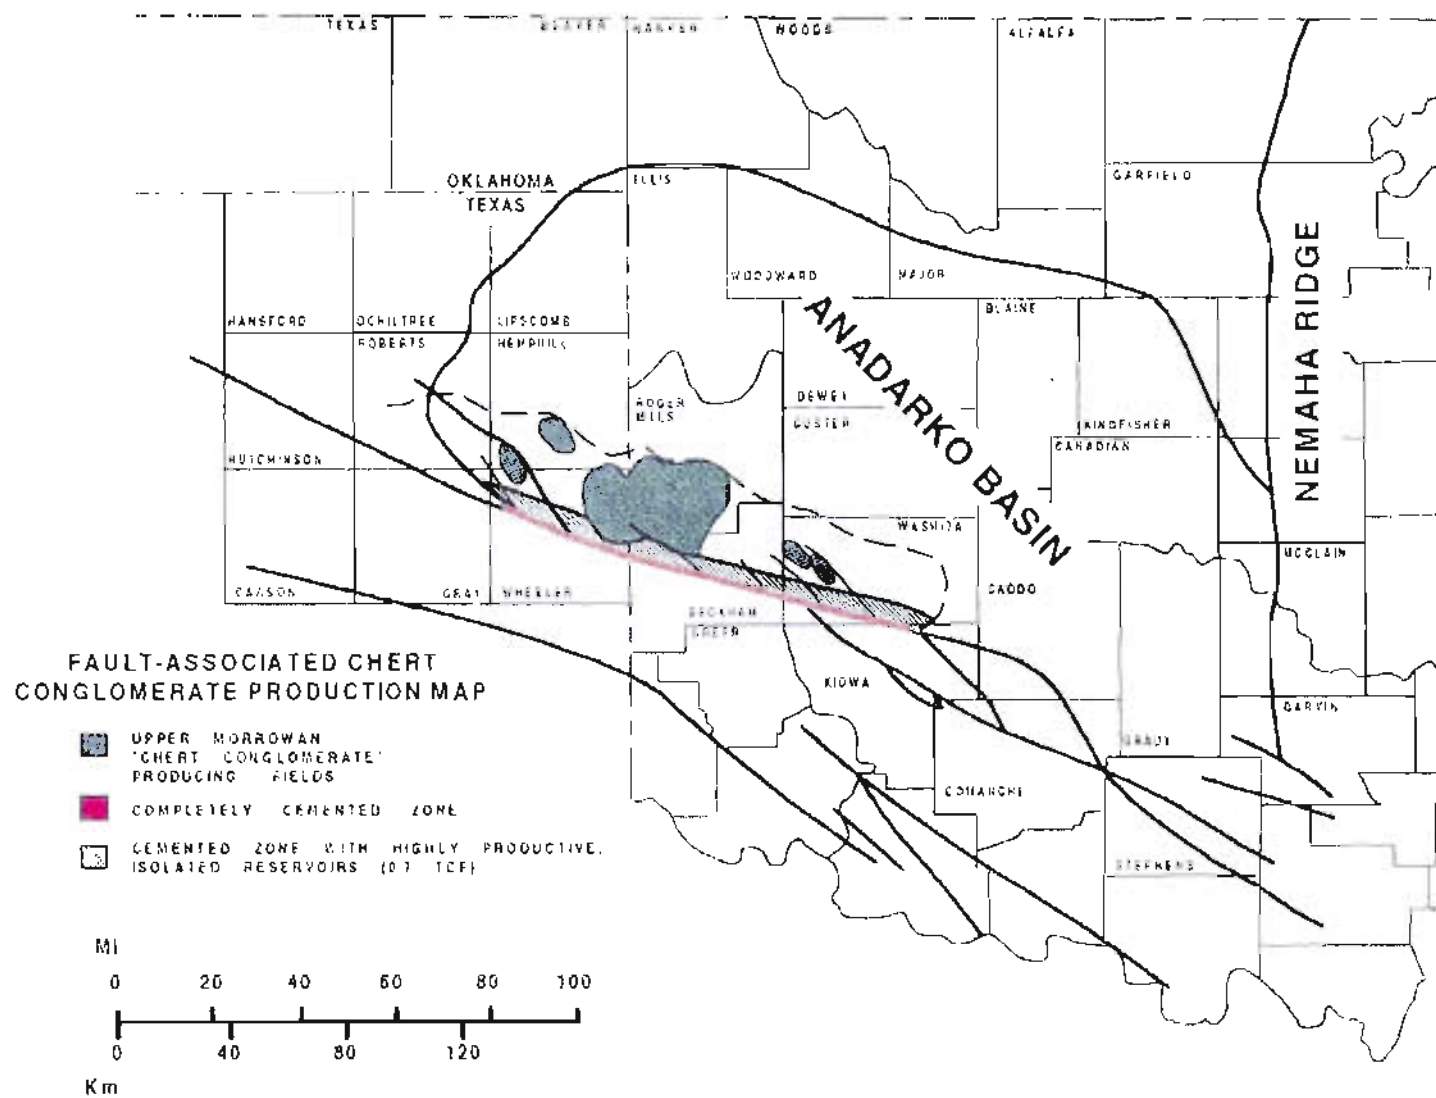 TEXAS
BEAVER
HARPER
WOODS
ALFALFA
OKLAHOMA
TEXAS
ELLIS
GARFIELD
WOODWARD
MAJOR
BLAINE
HANSFORD
OCHILTREE
LIPSCOMB
ROBERTS
HEMPHILL
ANADARKO BASIN
NEMAHA RIDGE
ROGER
MILLS
DEWEY
CUSTER
KINGFISHER
CANADIAN
HUTCHINSON
WASHITA
MCCLAIN
CARSON
GRAY
WHEELER
CADDO
BECKHAM
GREER
KIOWA
GARVIN
GRADY
COMANCHE
STEPHENS
FAULT-ASSOCIATED CHERT
CONGLOMERATE PRODUCTION MAP
UPPER MORROWAN
"CHERT CONGLOMERATE"
PRODUCING FIELDS
COMPLETELY CEMENTED ZONE
CEMENTED ZONE WITH HIGHLY PRODUCTIVE,
ISOLATED RESERVOIRS (0.7 TCF)
MI
0 20 40 60 80 100
0 40 80 120
Km